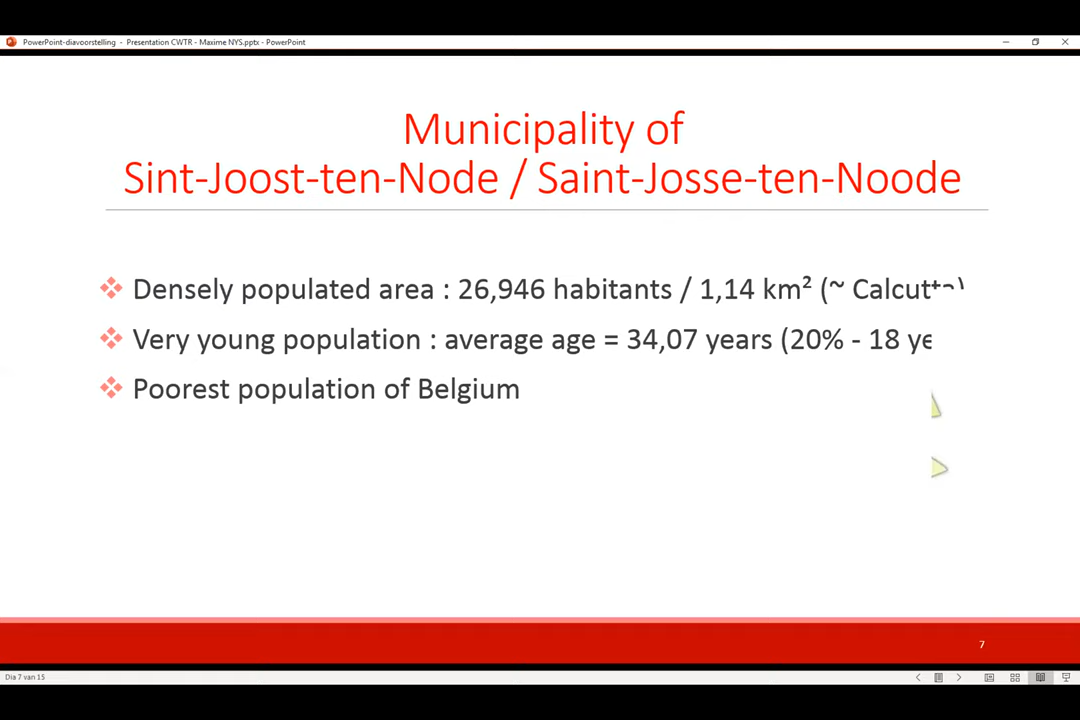 PowerPoint-diavoorstelling - Presentation CWTR - Maxime NYS.pptx - PowerPoint
Municipality of
Sint-Joost-ten-Node / Saint-Josse-ten-Noode
Densely populated area : 26,946 habitants / 1,14 km² (~
Very young population : average age = 34,07 years (20% - 18
Poorest population of Belgium
7
Dia 7 van 15